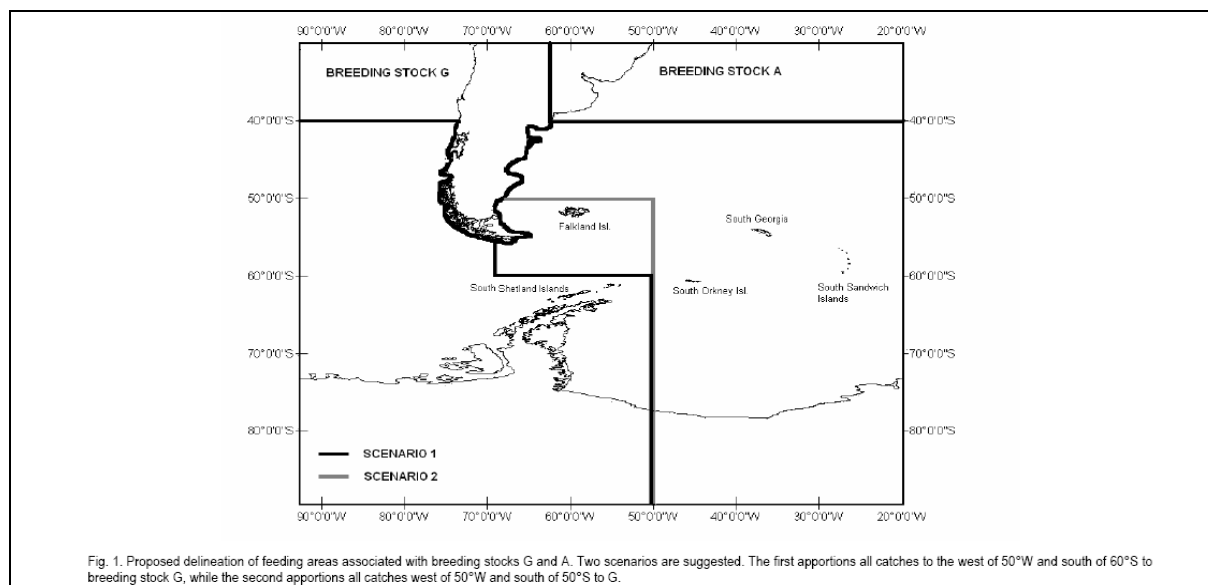 90°0'0"W 80°0'0"W 70°0'0"W 60°0'0"W 50°0'0"W 40°0'0"W 30°0'0"W 20°0'0"W
BREEDING STOCK G
BREEDING STOCK A
40°0'0"S
40°0'0"S
50°0'0"S
50°0'0"S
Falkland Isl.
South Georgia
60°0'0"S
60°0'0"S
South Shetland Islands
South Orkney Isl.
South Sandwich
Islands
70°0'0"S
70°0'0"S
80°0'0"S
80°0'0"S
SCENARIO 1
SCENARIO 2
90°0'0"W 80°0'0"W 70°0'0"W 60°0'0"W 50°0'0"W 40°0'0"W 30°0'0"W 20°0'0"W
Fig. 1. Proposed delineation of feeding areas associated with breeding stocks G and A. Two scenarios are suggested. The first apportions all catches to the west of 50°W and south of 60°S to
breeding stock G, while the second apportions all catches west of 50°W and south of 50°S to G.